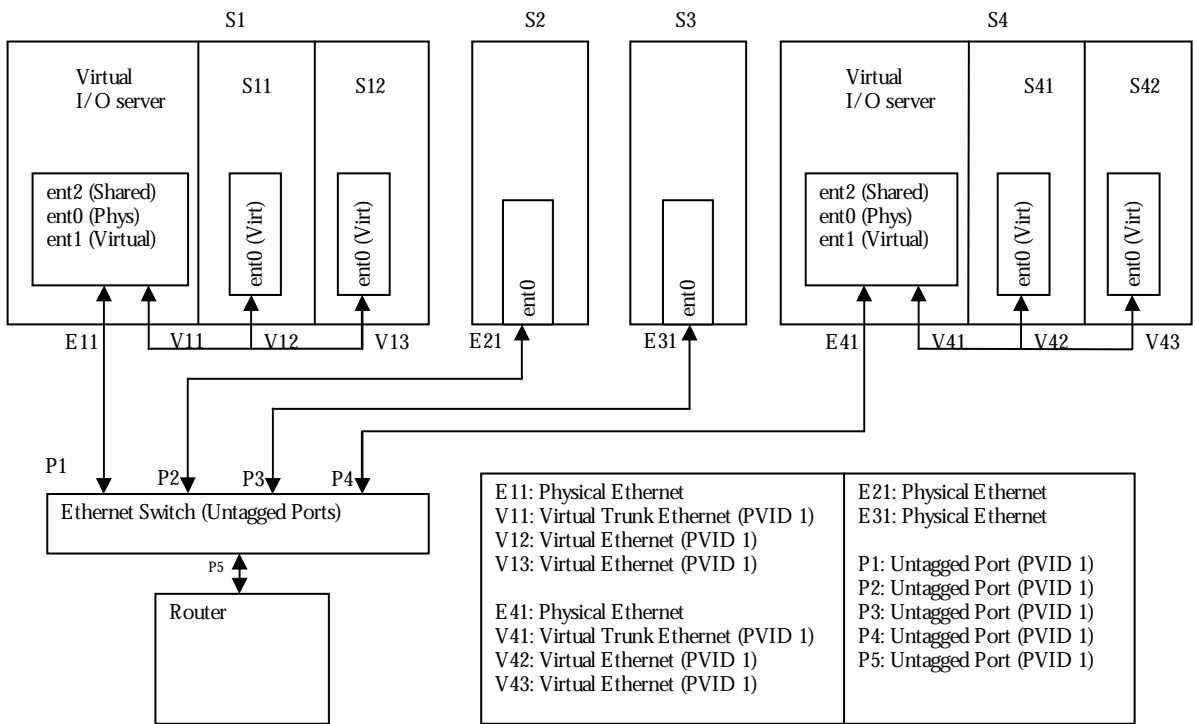 S1
S2
S3
S4
Virtual
I/O server
S11
S12
Virtual
I/O server
S41
S42
ent2 (Shared)
ent0 (Phys)
ent1 (Virtual)
ent0 (Virt)
ent0 (Virt)
ent0
ent0
ent2 (Shared)
ent0 (Phys)
ent1 (Virtual)
ent0 (Virt)
ent0 (Virt)
E11
V11
V12
V13
E21
E31
E41
V41
V42
V43
P1
P2
P3
P4
Ethernet Switch (Untagged Ports)
P5
Router
E11: Physical Ethernet
V11: Virtual Trunk Ethernet (PVID 1)
V12: Virtual Ethernet (PVID 1)
V13: Virtual Ethernet (PVID 1)
E41: Physical Ethernet
V41: Virtual Trunk Ethernet (PVID 1)
V42: Virtual Ethernet (PVID 1)
V43: Virtual Ethernet (PVID 1)
E21: Physical Ethernet
E31: Physical Ethernet
P1: Untagged Port (PVID 1)
P2: Untagged Port (PVID 1)
P3: Untagged Port (PVID 1)
P4: Untagged Port (PVID 1)
P5: Untagged Port (PVID 1)